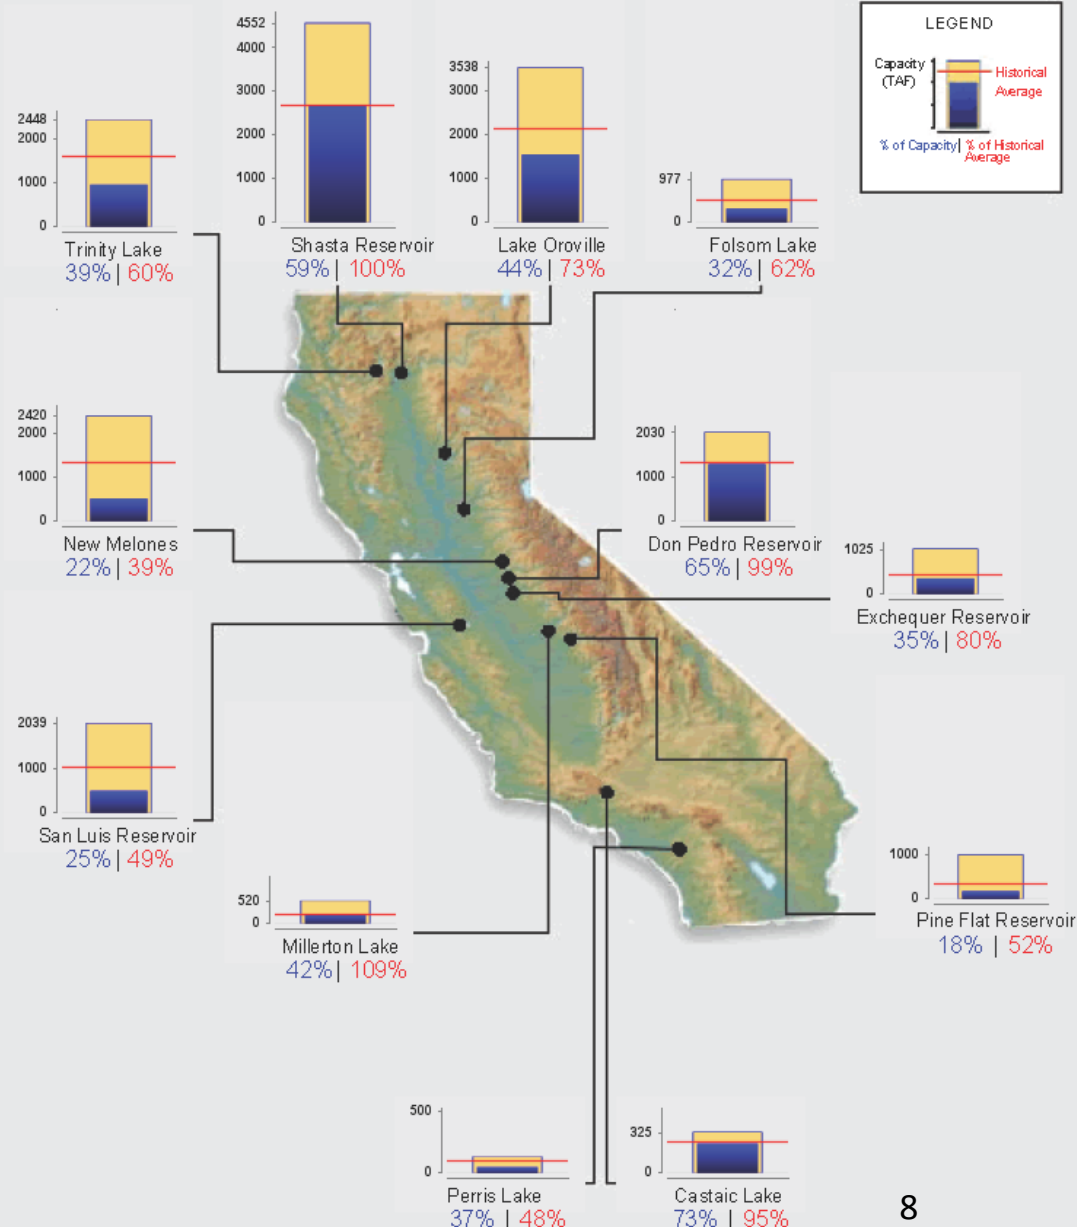 LEGEND
Capacity
(TAF)
Historical
Average
% of Capacity| % of Historical
Average
4552
4000
3000
2000
1000
0
Shasta Reservoir
59% | 100%
3538
3000
2000
1000
0
Lake Oroville
44% | 73%
2448
2000
1000
0
Trinity Lake
39% | 60%
977
0
Folsom Lake
32% | 62%
2420
2000
1000
0
New Melones
22% | 39%
2030
1000
0
Don Pedro Reservoir
65% | 99%
1025
0
Exchequer Reservoir
35% | 80%
2039
1000
0
San Luis Reservoir
25% | 49%
520
0
Millerton Lake
42% | 109%
1000
0
Pine Flat Reservoir
18% | 52%
500
0
Perris Lake
37% | 48%
325
0
Castaic Lake
73% | 95%
8